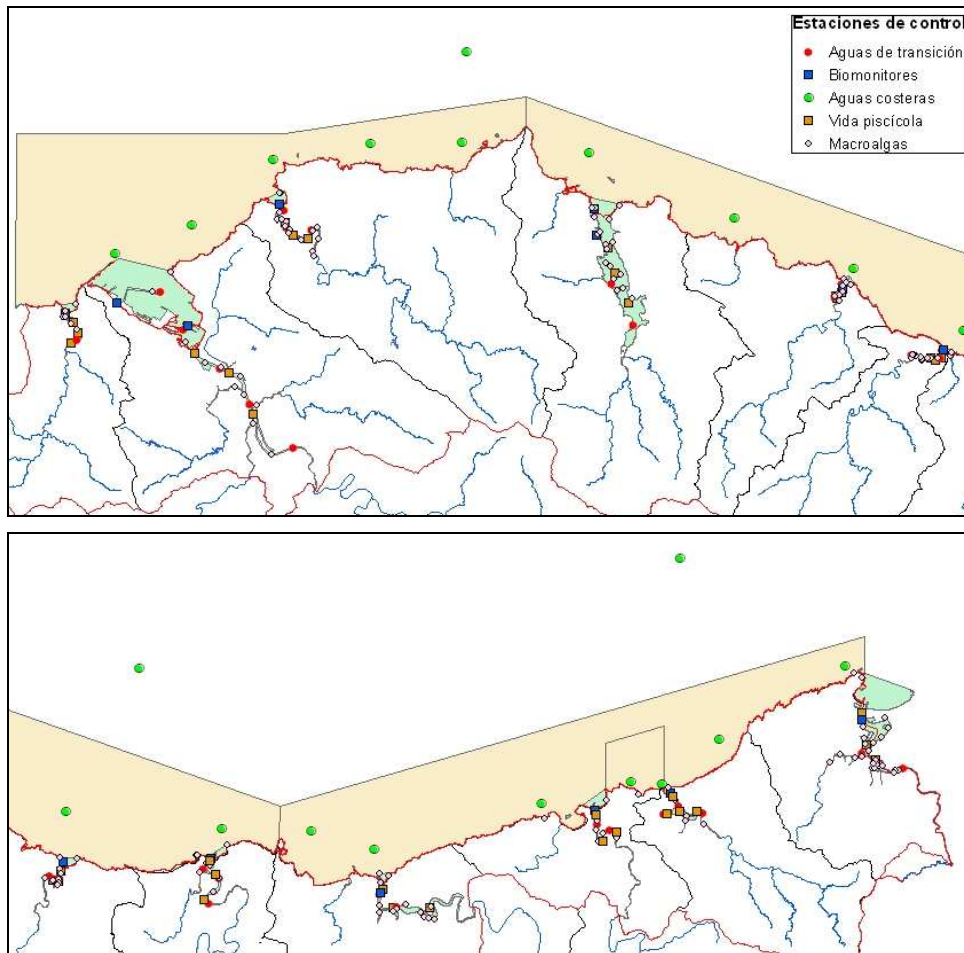 Estaciones de control
Aguas de transición
Biomonitores
Aguas costeras
Vida piscícola
Macroalgas